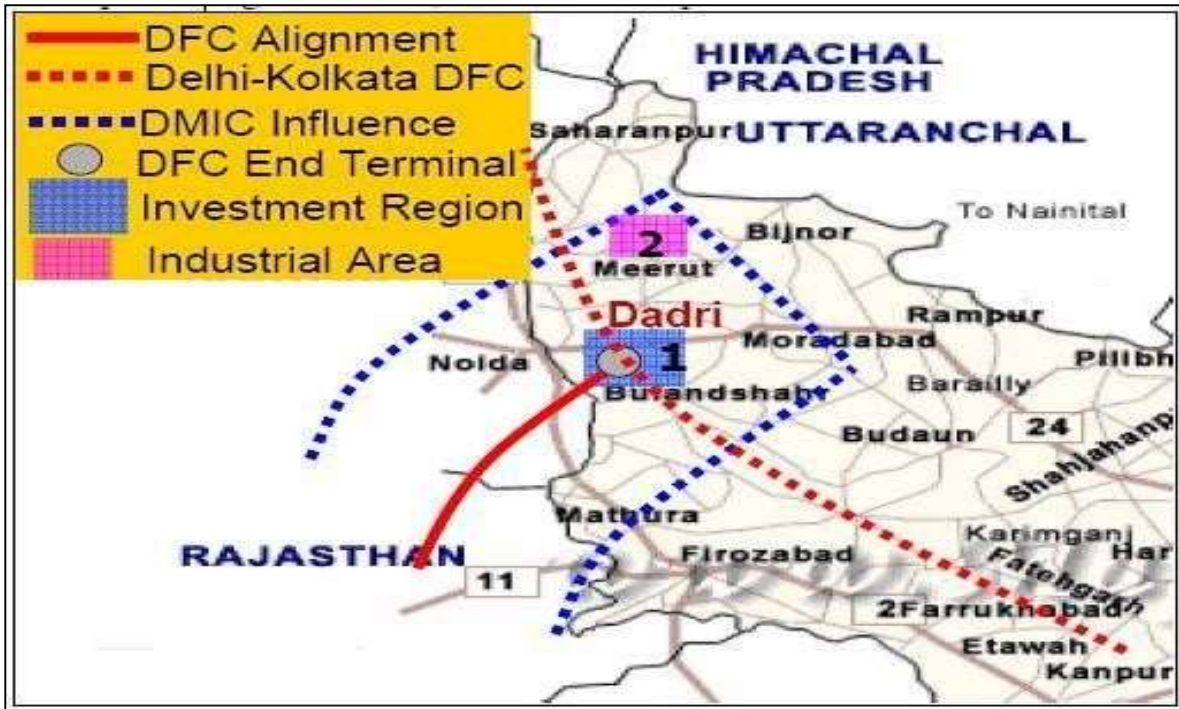 DFC Alignment
Delhi-Kolkata DFC
DMIC Influence
DFC End Terminal
Investment Region
Industrial Area
HIMACHAL
PRADESH
Saharanpur
UTTARANCHAL
To Nainital
Bijnor
2
Meerut
Dadri
Rampur
Moradabad
Noida
1
Pilibh
Bulandshahr
Barailly
Budaun
24
Shahjahanp
Mathura
RAJASTHAN
Firozabad
Karimganj
Har
Fatehgarh
11
2
Farrukhabad
Etawah
Kanpur